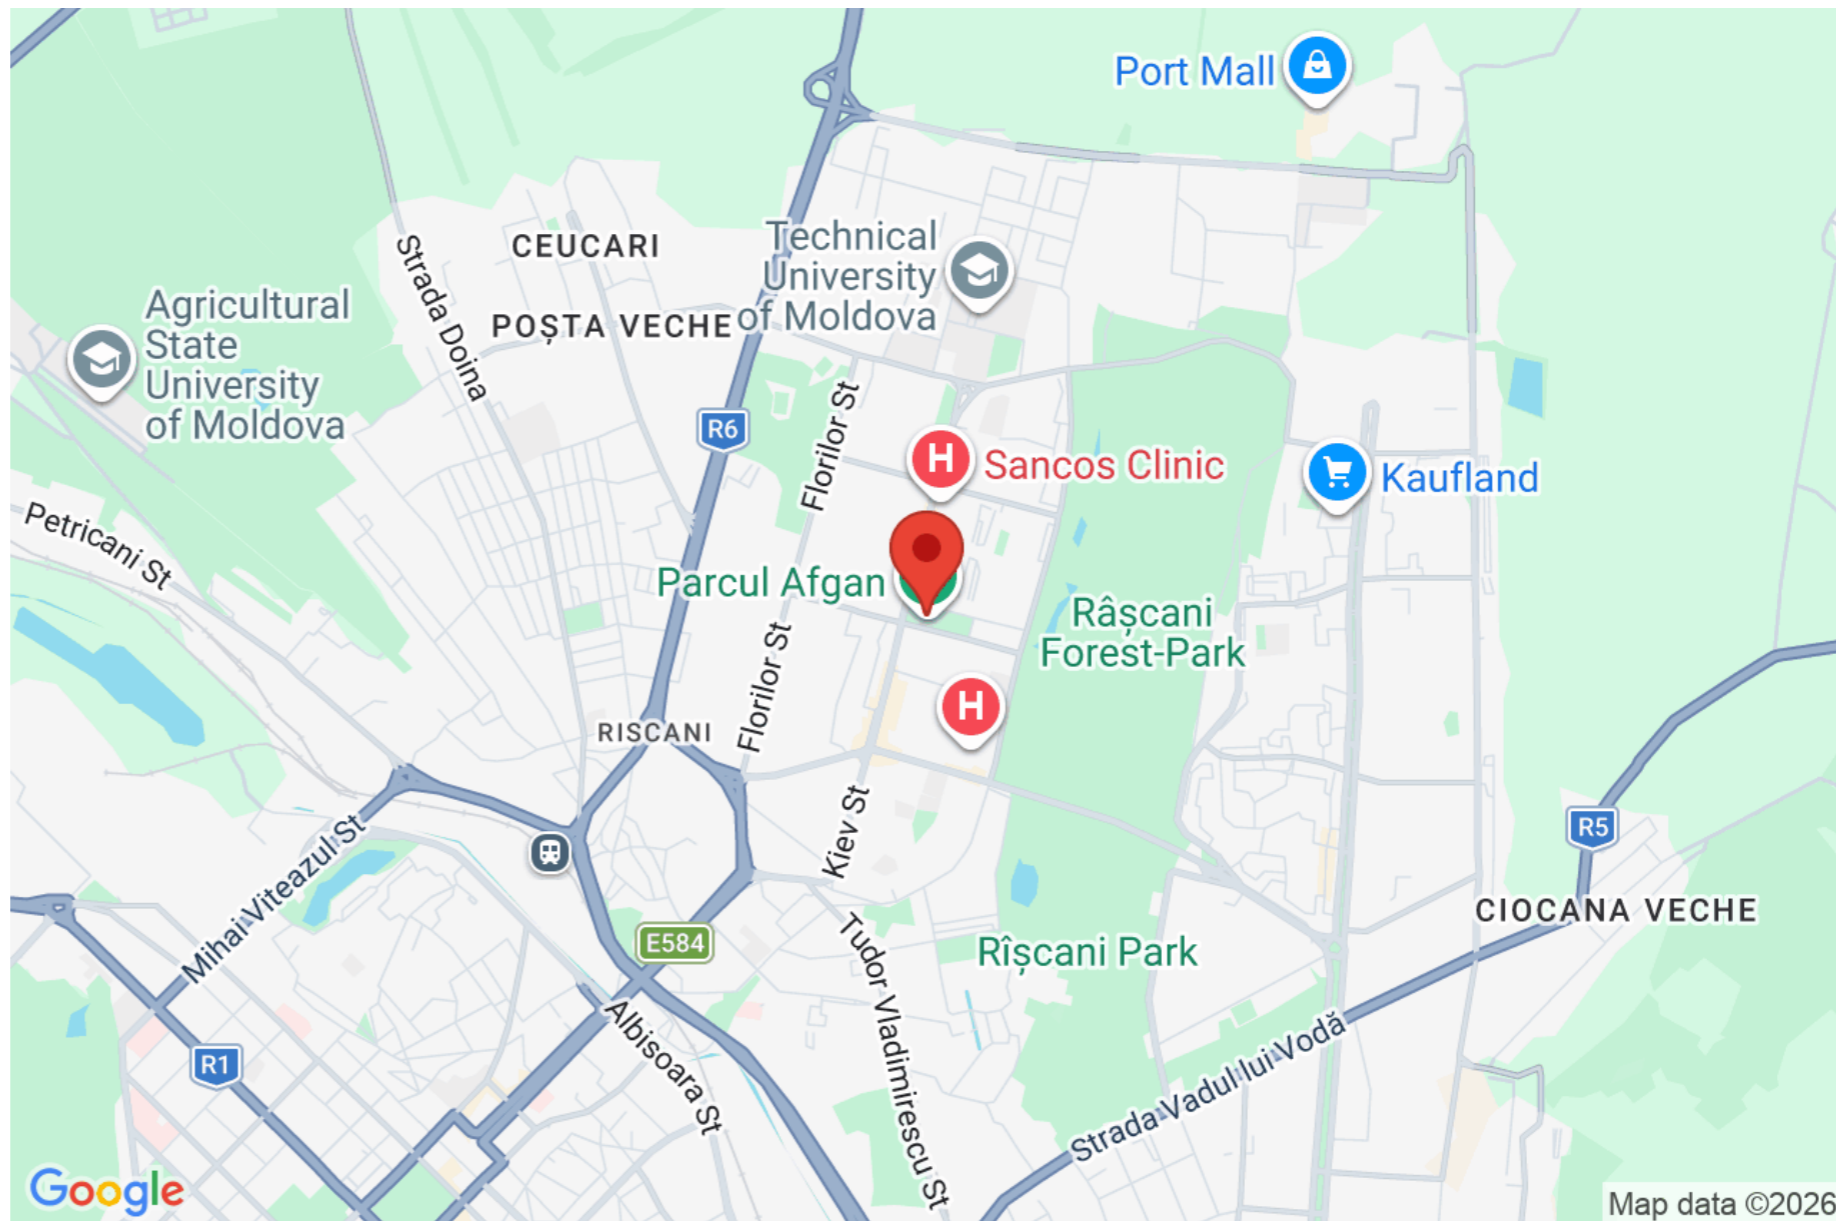 Port Mall
Technical
University
of Moldova
CEUCARI
POȘTA VECHE
Strada Doina
Agricultural
State
University
of Moldova
R6
Florilor St
H
Sancos Clinic
Kaufland
Petricani St
Parcul Afgan
Râșcani
Forest-Park
Florilor St
RISCANI
H
Kiev St
Mihai Viteazul St
R5
CIOCANA VECHE
E584
Tudor Vladimirescu St
Rîșcani Park
Albisoara St
R1
Strada Vadul lui Vodă
Google
Map data ©2026